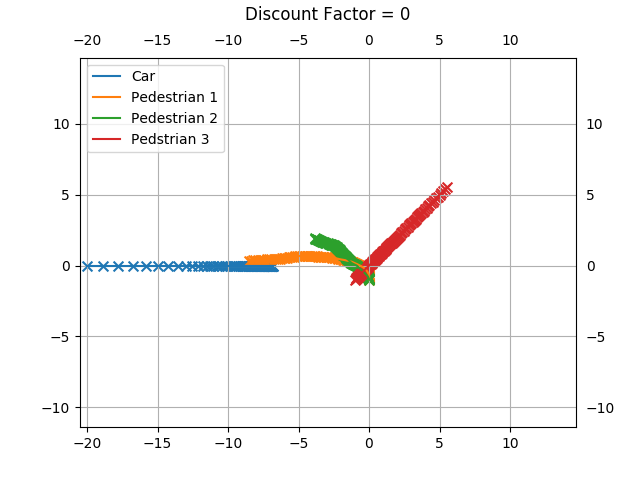 Discount Factor = 0
−20 −15 −10 −5 0 5 10
Car
Pedestrian 1
Pedestrian 2
Pedstrian 3
10 10
5 5
0 0
−5 −5
−10 −10
−20 −15 −10 −5 0 5 10